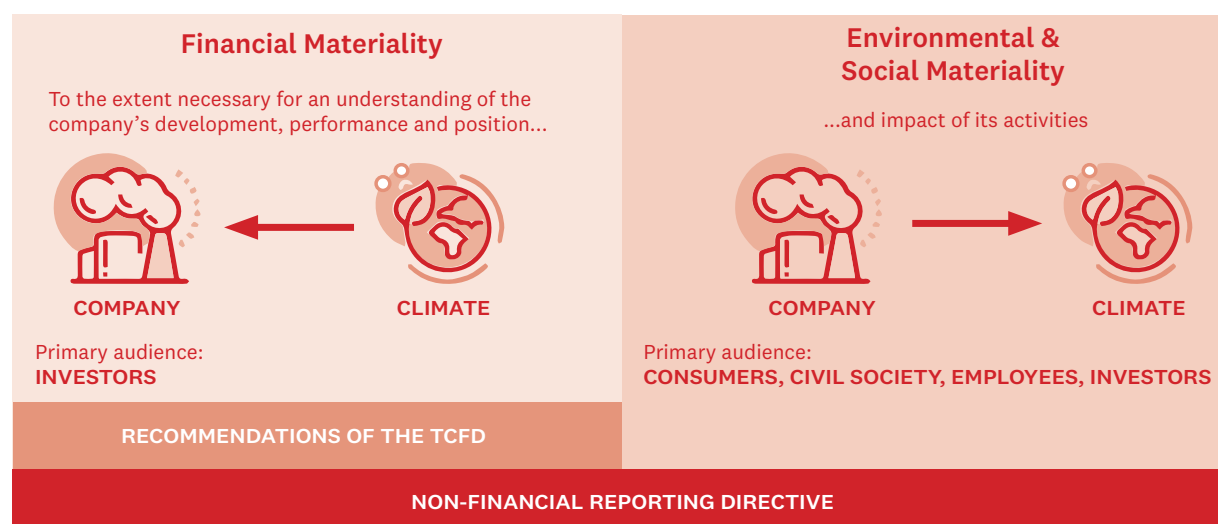 Financial Materiality
To the extent necessary for an understanding of the
company’s development, performance and position...
COMPANY
CLIMATE
Primary audience:
INVESTORS
RECOMMENDATIONS OF THE TCFD
Environmental &
Social Materiality
...and impact of its activities
COMPANY
CLIMATE
Primary audience:
CONSUMERS, CIVIL SOCIETY, EMPLOYEES, INVESTORS
NON-FINANCIAL REPORTING DIRECTIVE